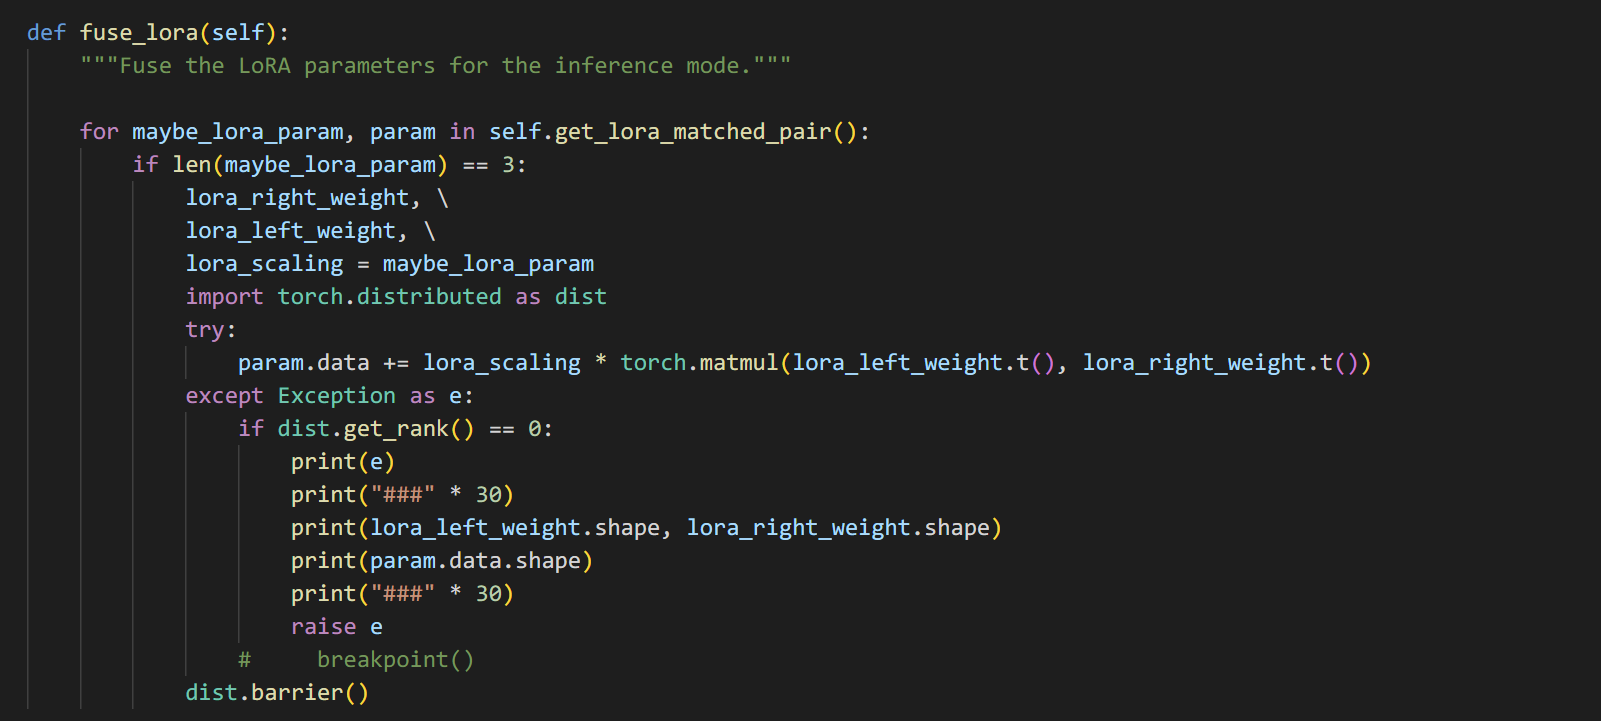 def fuse_lora(self):
    """Fuse the LoRA parameters for the inference mode."""

    for maybe_lora_param, param in self.get_lora_matched_pair():
        if len(maybe_lora_param) == 3:
            lora_right_weight, \
            lora_left_weight, \
            lora_scaling = maybe_lora_param
            import torch.distributed as dist
            try:
                param.data += lora_scaling * torch.matmul(lora_left_weight.t(), lora_right_weight.t())
            except Exception as e:
                if dist.get_rank() == 0:
                    print(e)
                    print("###" * 30)
                    print(lora_left_weight.shape, lora_right_weight.shape)
                    print(param.data.shape)
                    print("###" * 30)
                    raise e
                #     breakpoint()
            dist.barrier()